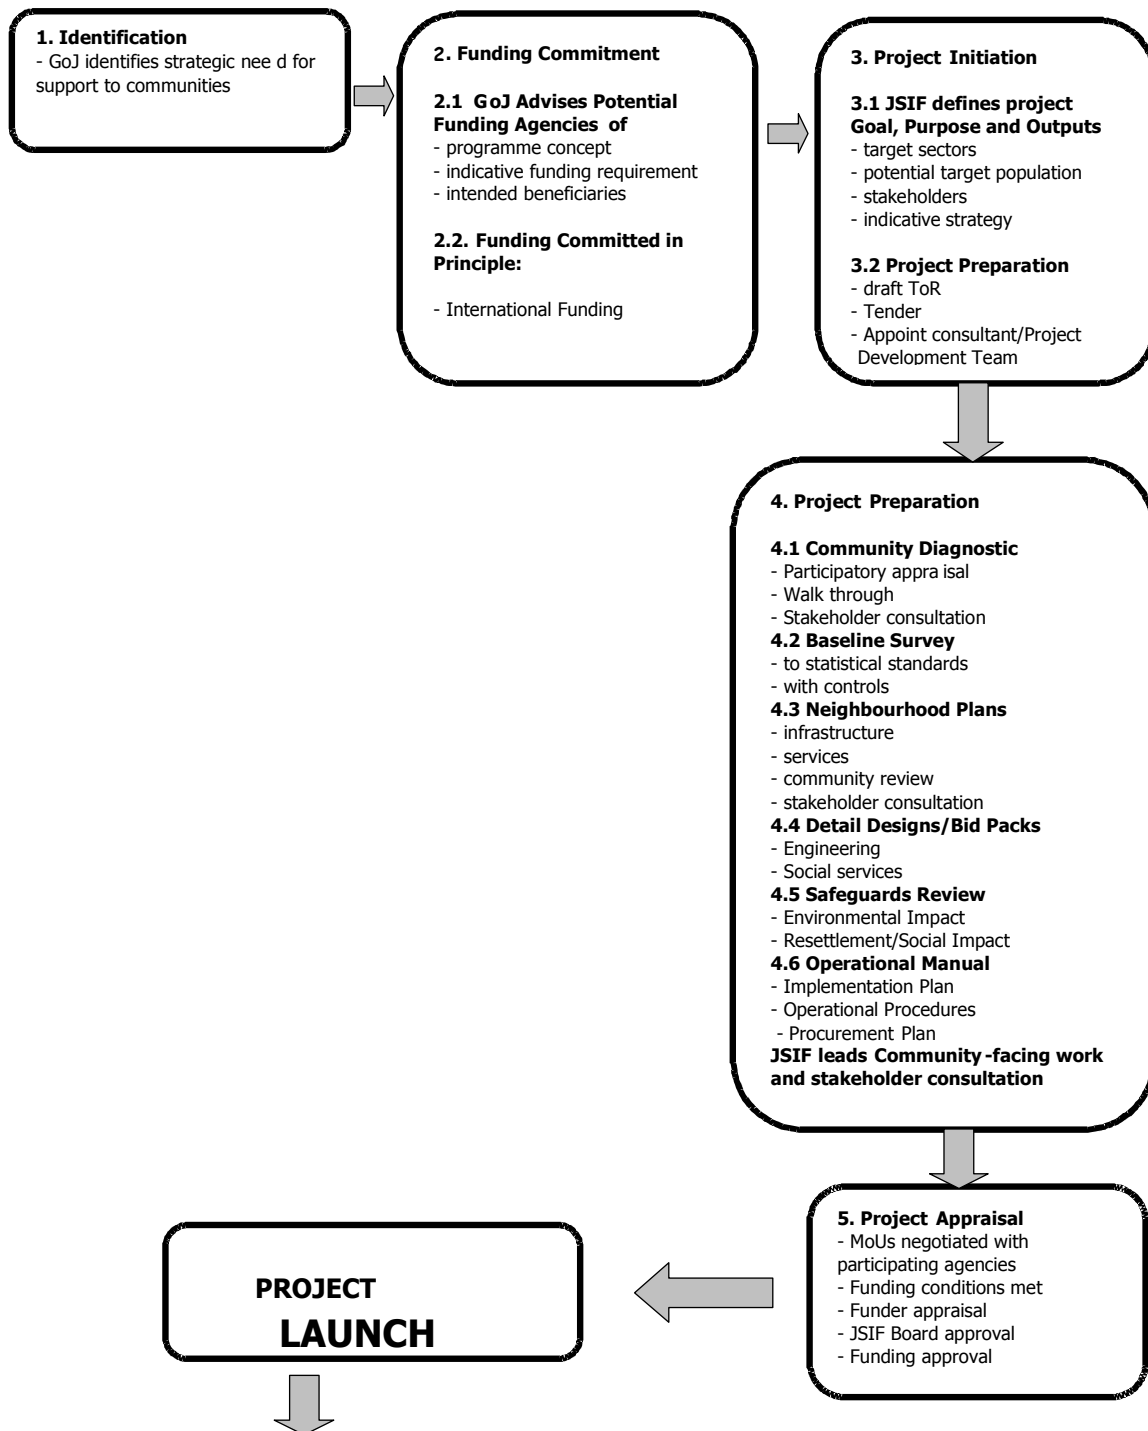 1. Identification
- GoJ identifies strategic nee d for
support to communities
2. Funding Commitment
2.1 GoJ Advises Potential
Funding Agencies of
- programme concept
- indicative funding requirement
- intended beneficiaries
2.2. Funding Committed in
Principle:
- International Funding
3. Project Initiation
3.1 JSIF defines project
Goal, Purpose and Outputs
- target sectors
- potential target population
- stakeholders
- indicative strategy
3.2 Project Preparation
- draft ToR
- Tender
- Appoint consultant/Project
Development Team
4. Project Preparation
4.1 Community Diagnostic
- Participatory appra isal
- Walk through
- Stakeholder consultation
4.2 Baseline Survey
- to statistical standards
- with controls
4.3 Neighbourhood Plans
- infrastructure
- services
- community review
- stakeholder consultation
4.4 Detail Designs/Bid Packs
- Engineering
- Social services
4.5 Safeguards Review
- Environmental Impact
- Resettlement/Social Impact
4.6 Operational Manual
- Implementation Plan
- Operational Procedures
- Procurement Plan
JSIF leads Community -facing work
and stakeholder consultation
5. Project Appraisal
- MoUs negotiated with
participating agencies
- Funding conditions met
- Funder appraisal
- JSIF Board approval
- Funding approval
PROJECT
LAUNCH